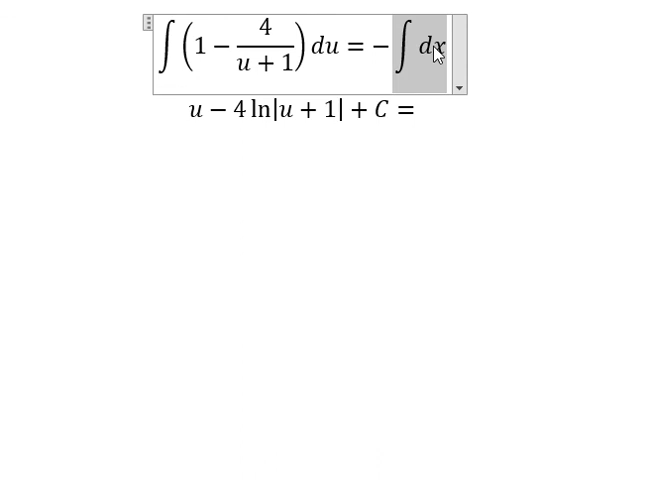 ∫ (1 − 4/(u + 1)) du = − ∫ dx
u − 4 ln|u + 1| + C =